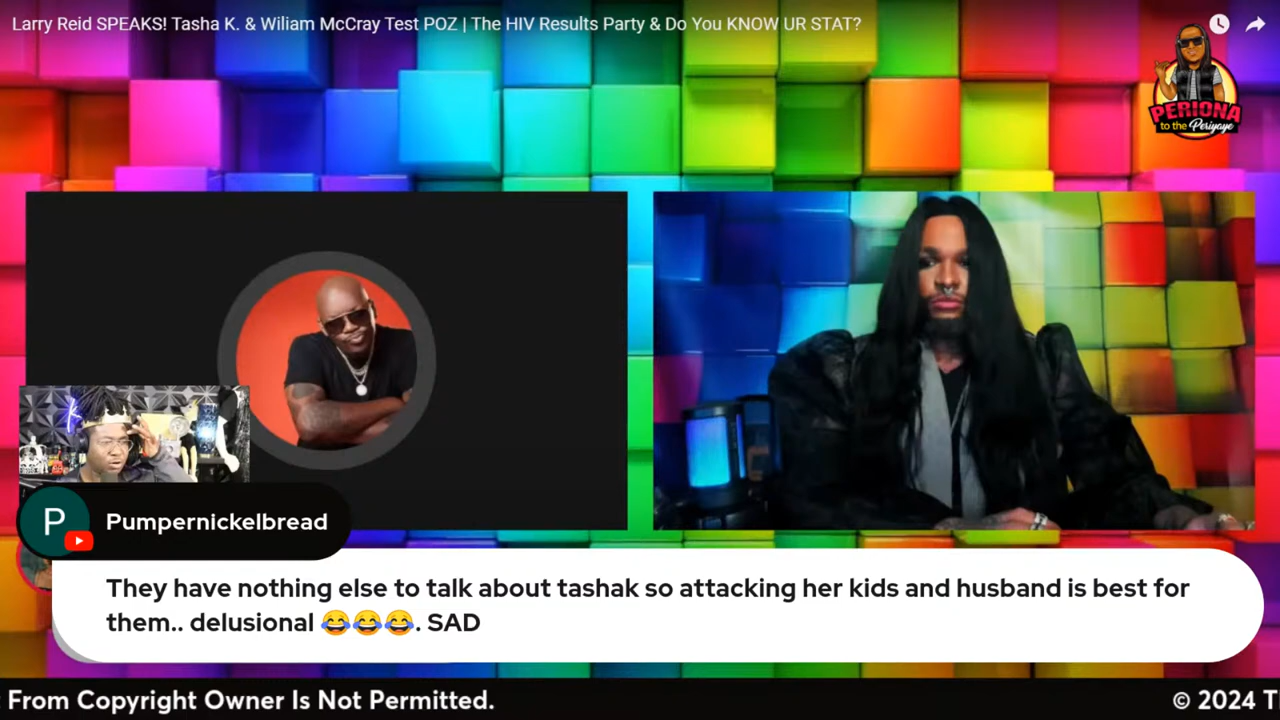 Larry Reid SPEAKS! Tasha K. & Wiliam McCray Test POZ | The HIV Results Party & Do You KNOW UR STAT?
PERIONA
to the Periyaye
P
Pumpernickelbread
They have nothing else to talk about tashak so attacking her kids and husband is best for
them.. delusional 😂😂😂. SAD
From Copyright Owner Is Not Permitted.
© 2024 T